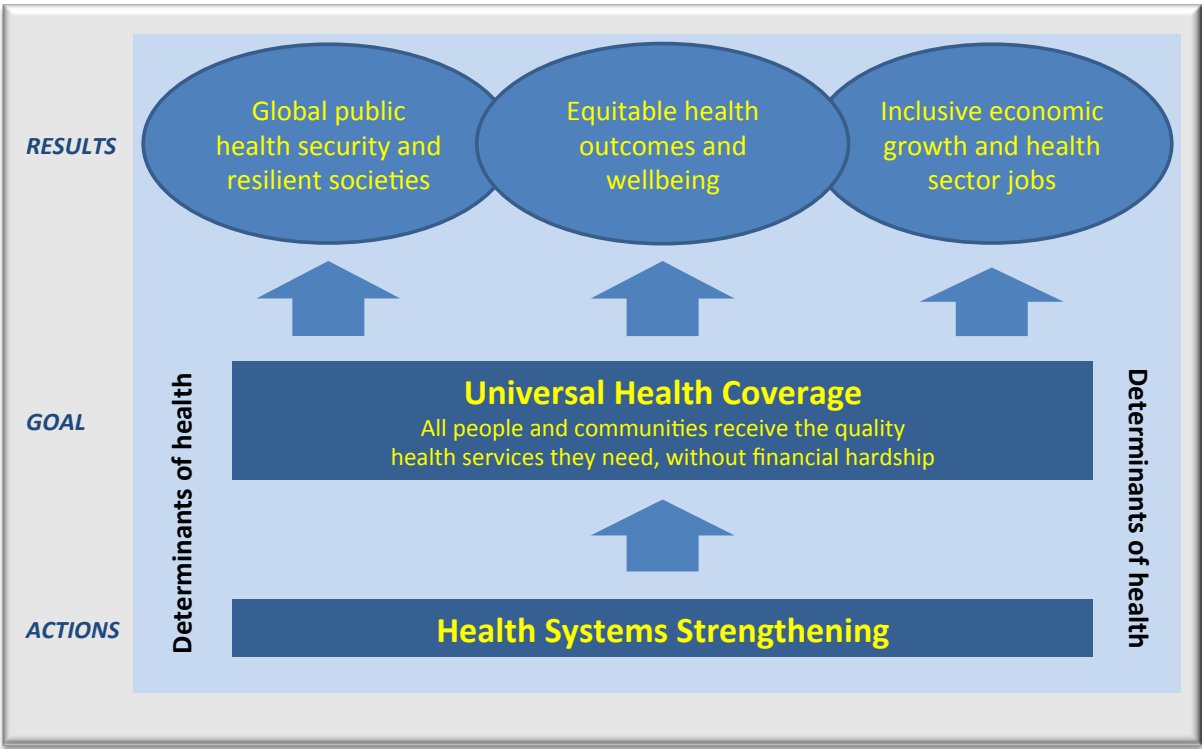 RESULTS
Global public
health security and
resilient societies
Equitable health
outcomes and
wellbeing
Inclusive economic
growth and health
sector jobs
GOAL
Determinants of health
Universal Health Coverage
All people and communities receive the quality
health services they need, without financial hardship
Determinants of health
ACTIONS
Health Systems Strengthening